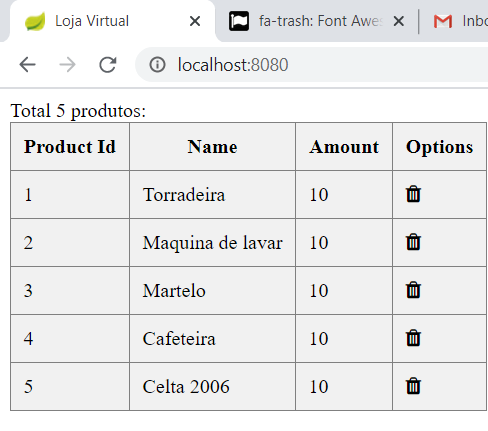 Loja Virtual
fa-trash: Font Awes
Inbo
localhost:8080
Total 5 produtos:
Product Id Name Amount Options
1 Torradeira 10
2 Maquina de lavar 10
3 Martelo 10
4 Cafeteira 10
5 Celta 2006 10